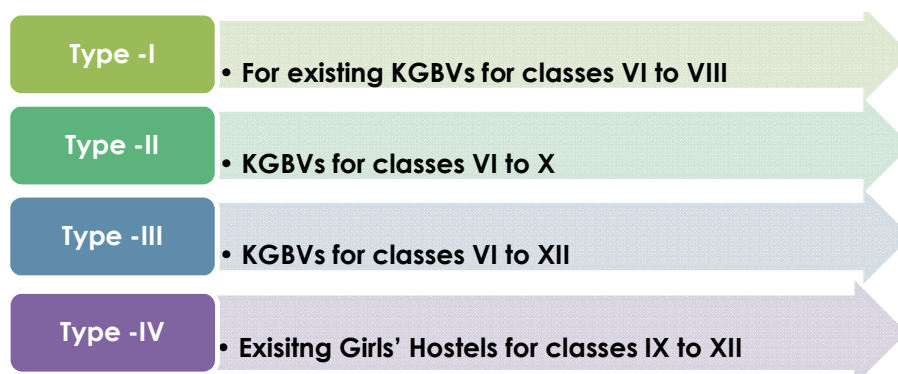 Type -I
• For existing KGBVs for classes VI to VIII
Type -II
• KGBVs for classes VI to X
Type -III
• KGBVs for classes VI to XII
Type -IV
• Exisitng Girls’ Hostels for classes IX to XII